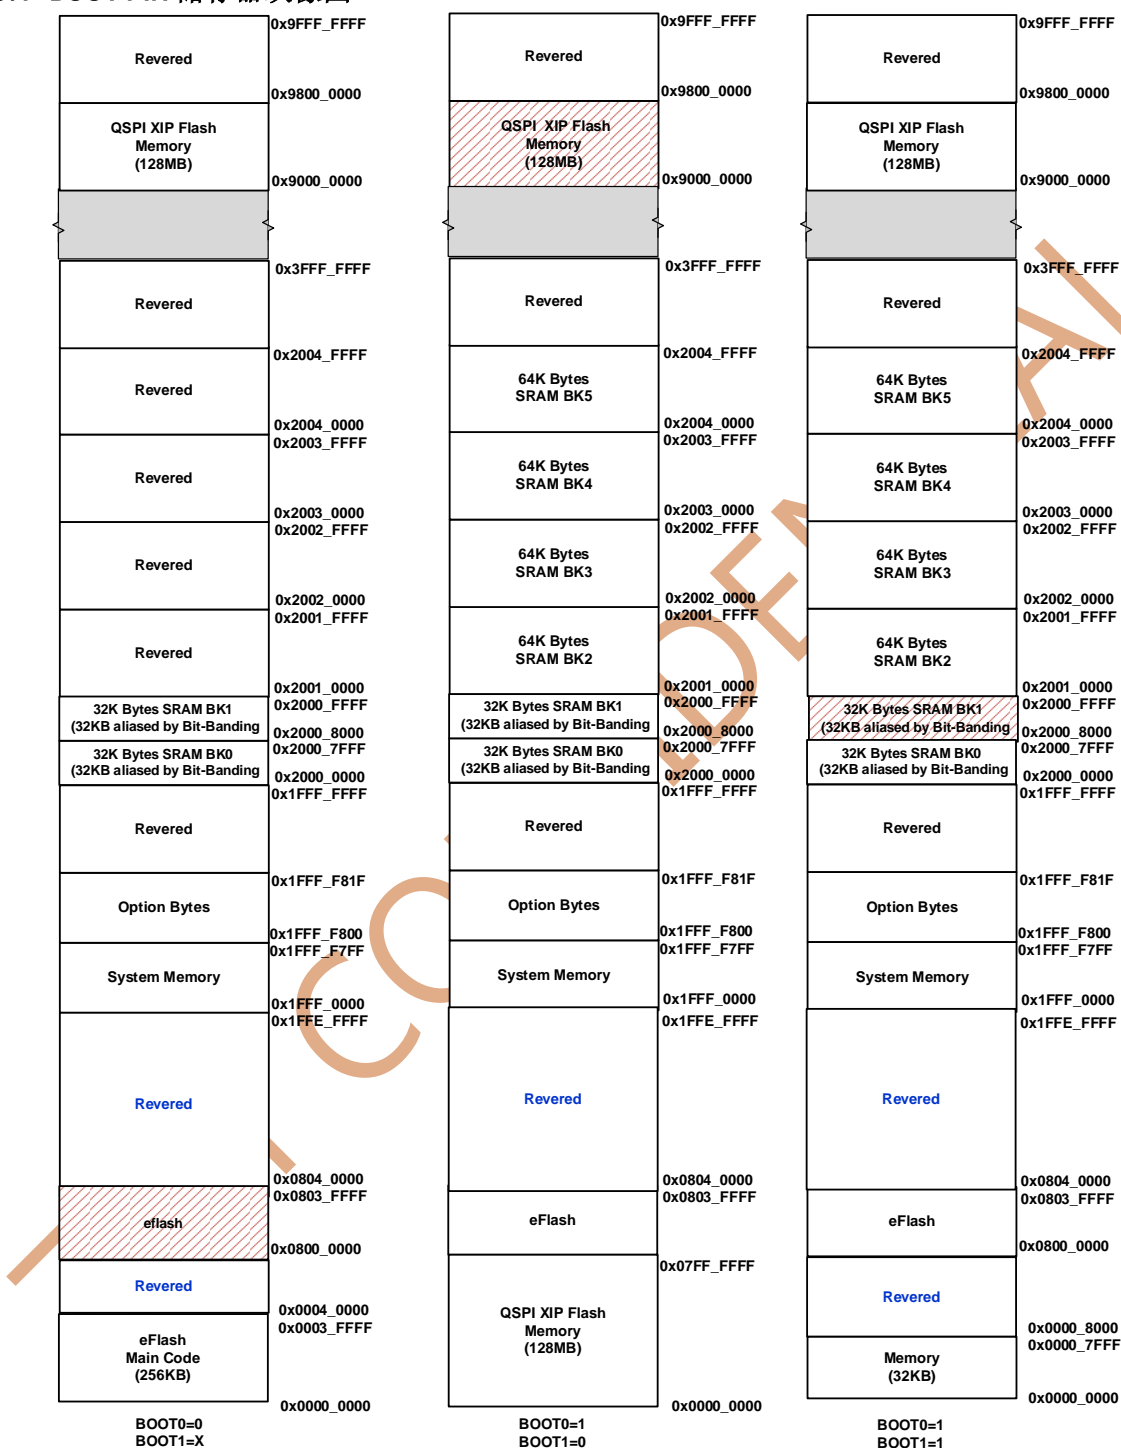 0x9FFF_FFFF
Revered
0x9800_0000
QSPI XIP Flash
Memory
(128MB)
0x9000_0000
0x3FFF_FFFF
Revered
0x2004_FFFF
Revered
0x2004_0000
0x2003_FFFF
Revered
0x2003_0000
0x2002_FFFF
Revered
0x2002_0000
0x2001_FFFF
Revered
0x2001_0000
0x2000_FFFF
32K Bytes SRAM BK1
(32KB aliased by Bit-Banding
0x2000_8000
0x2000_7FFF
32K Bytes SRAM BK0
(32KB aliased by Bit-Banding
0x2000_0000
0x1FFF_FFFF
Revered
0x1FFF_F81F
Option Bytes
0x1FFF_F800
0x1FFF_F7FF
System Memory
0x1FFF_0000
0x1FFE_FFFF
Revered
0x0804_0000
0x0803_FFFF
eflash
0x0800_0000
Revered
0x0004_0000
0x0003_FFFF
eFlash
Main Code
(256KB)
0x0000_0000
BOOT0=0
BOOT1=X
0x9FFF_FFFF
Revered
0x9800_0000
QSPI XIP Flash
Memory
(128MB)
0x9000_0000
0x3FFF_FFFF
Revered
0x2004_FFFF
64K Bytes
SRAM BK5
0x2004_0000
0x2003_FFFF
64K Bytes
SRAM BK4
0x2003_0000
0x2002_FFFF
64K Bytes
SRAM BK3
0x2002_0000
0x2001_FFFF
64K Bytes
SRAM BK2
0x2001_0000
0x2000_FFFF
32K Bytes SRAM BK1
(32KB aliased by Bit-Banding
0x2000_8000
0x2000_7FFF
32K Bytes SRAM BK0
(32KB aliased by Bit-Banding
0x2000_0000
0x1FFF_FFFF
Revered
0x1FFF_F81F
Option Bytes
0x1FFF_F800
0x1FFF_F7FF
System Memory
0x1FFF_0000
0x1FFE_FFFF
Revered
0x0804_0000
0x0803_FFFF
eFlash
0x07FF_FFFF
QSPI XIP Flash
Memory
(128MB)
0x0000_0000
BOOT0=1
BOOT1=0
0x9FFF_FFFF
Revered
0x9800_0000
QSPI XIP Flash
Memory
(128MB)
0x9000_0000
0x3FFF_FFFF
Revered
0x2004_FFFF
64K Bytes
SRAM BK5
0x2004_0000
0x2003_FFFF
64K Bytes
SRAM BK4
0x2003_0000
0x2002_FFFF
64K Bytes
SRAM BK3
0x2002_0000
0x2001_FFFF
64K Bytes
SRAM BK2
0x2001_0000
0x2000_FFFF
32K Bytes SRAM BK1
(32KB aliased by Bit-Banding
0x2000_8000
0x2000_7FFF
32K Bytes SRAM BK0
(32KB aliased by Bit-Banding
0x2000_0000
0x1FFF_FFFF
Revered
0x1FFF_F81F
Option Bytes
0x1FFF_F800
0x1FFF_F7FF
System Memory
0x1FFF_0000
0x1FFE_FFFF
Revered
0x0804_0000
0x0803_FFFF
eFlash
0x0800_0000
Revered
0x0000_8000
0x0000_7FFF
Memory
(32KB)
0x0000_0000
BOOT0=1
BOOT1=1